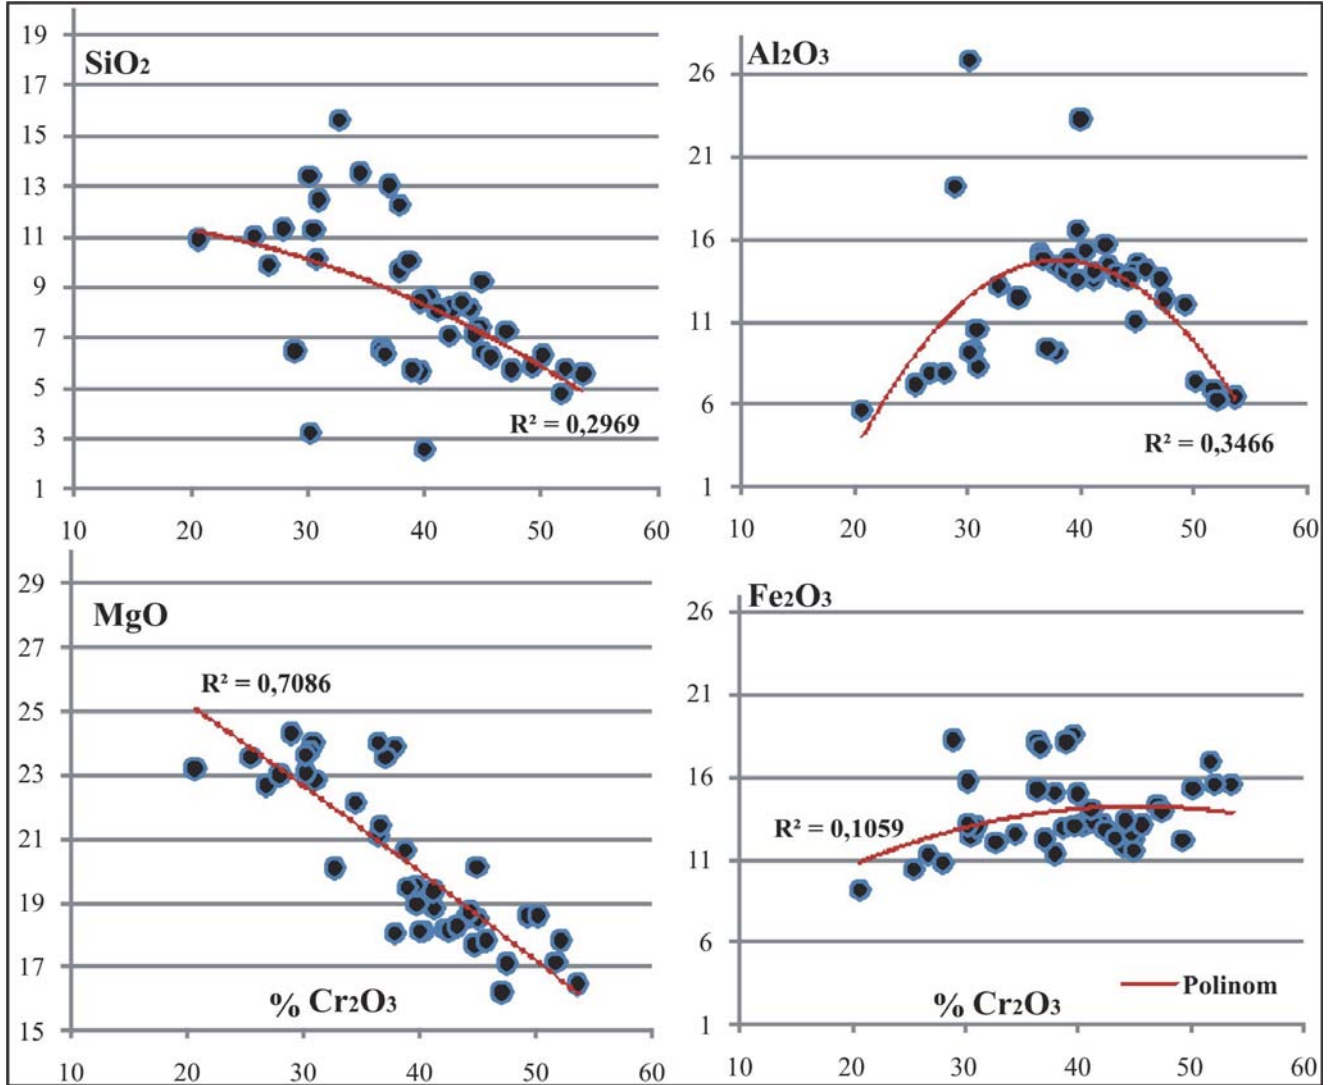 SiO₂
19
17
15
13
11
9
7
5
3
1
R² = 0,2969
10 20 30 40 50 60
Al₂O₃
26
21
16
11
6
1
R² = 0,3466
10 20 30 40 50 60
MgO
29
27
25
23
21
19
17
15
R² = 0,7086
% Cr₂O₃
10 20 30 40 50 60
Fe₂O₃
26
21
16
11
6
1
R² = 0,1059
% Cr₂O₃
Polinom
10 20 30 40 50 60